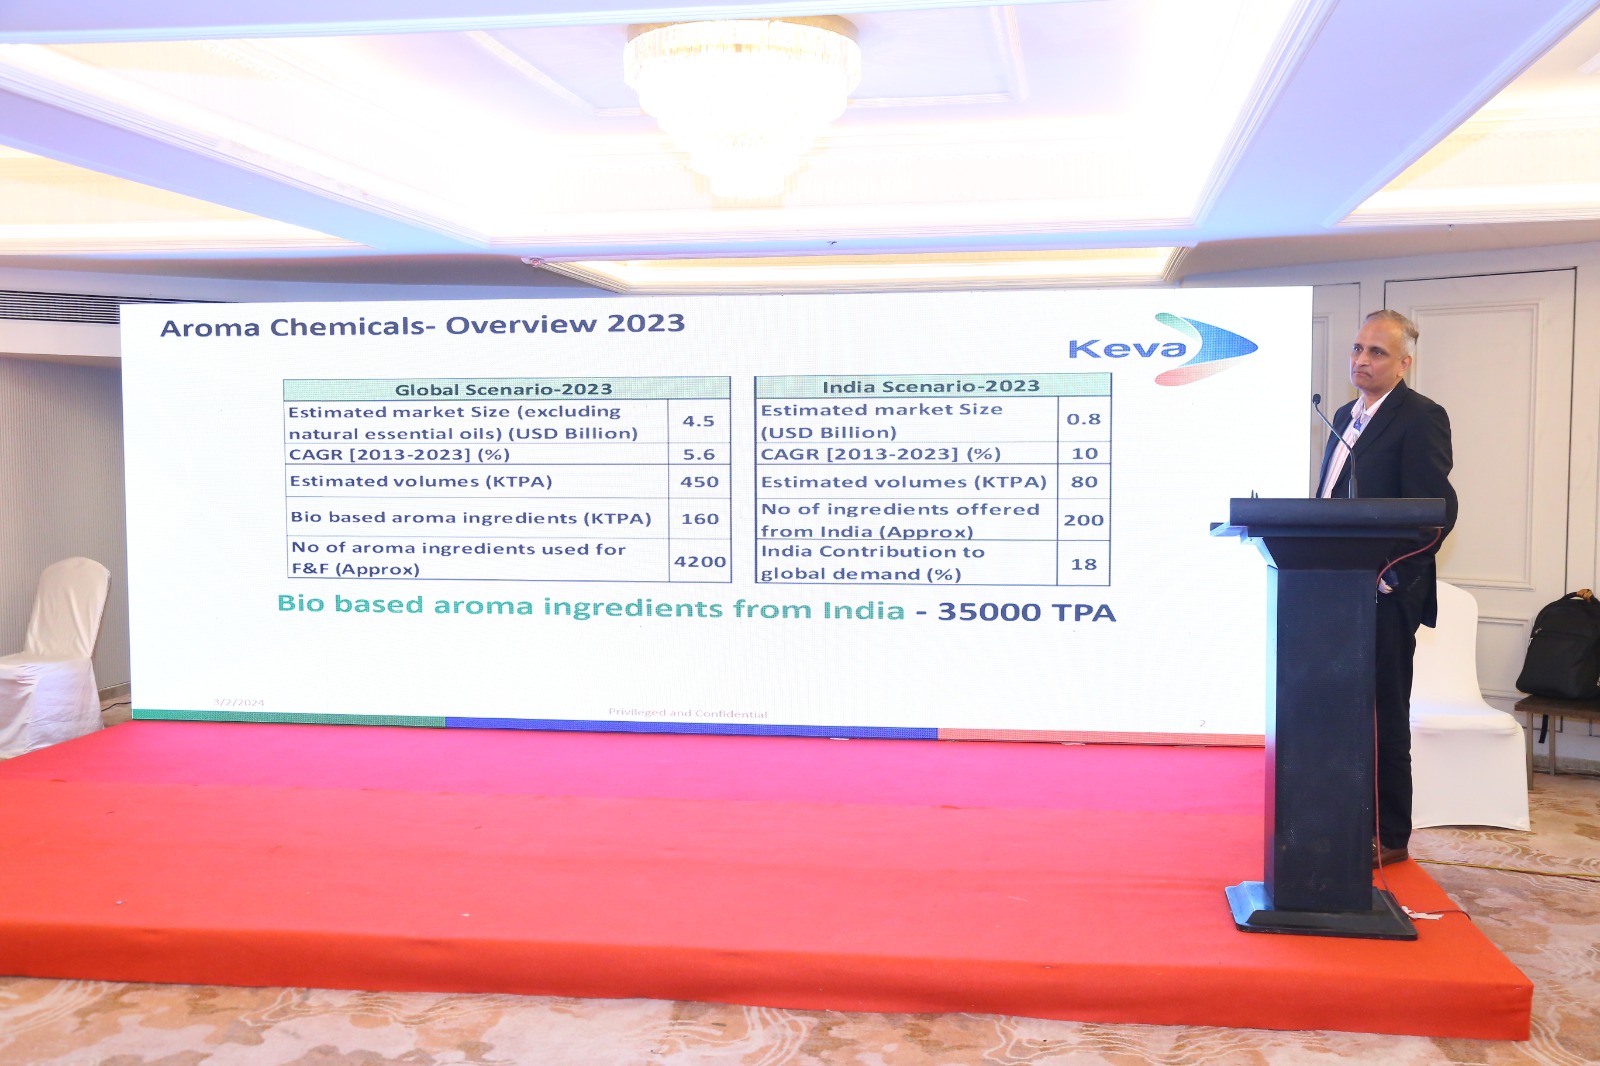 Aroma Chemicals- Overview 2023
Keva
Global Scenario-2023
Estimated market Size (excluding
natural essential oils) (USD Billion) 4.5
CAGR [2013-2023] (%) 5.6
Estimated volumes (KTPA) 450
Bio based aroma ingredients (KTPA) 160
No of aroma ingredients used for
F&F (Approx) 4200
India Scenario-2023
Estimated market Size
(USD Billion) 0.8
CAGR [2013-2023] (%) 10
Estimated volumes (KTPA) 80
No of ingredients offered
from India (Approx) 200
India Contribution to
global demand (%) 18
Bio based aroma ingredients from India - 35000 TPA
3/2/2024
Privileged and Confidential
2